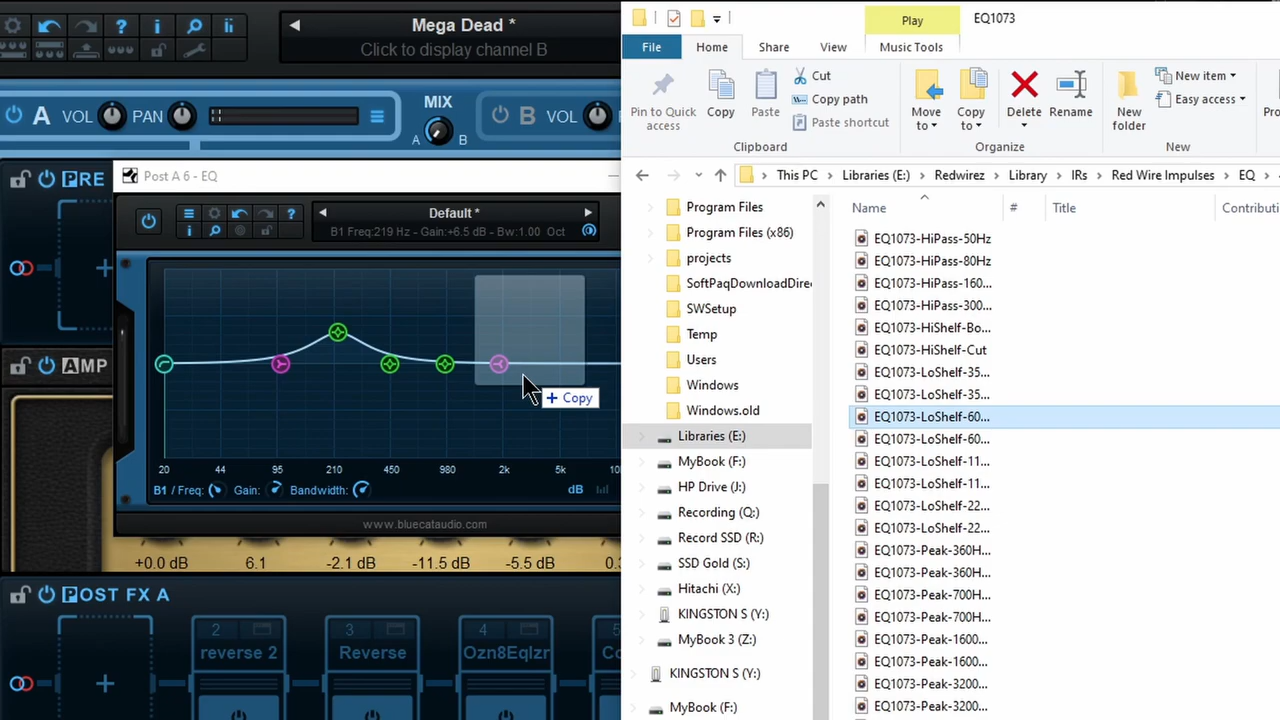 Mega Dead *
Click to display channel B
A VOL PAN
MIX
A B
B VOL
PRE
Post A 6 - EQ
Default *
B1 Freq:219 Hz - Gain:+6.5 dB - Bw:1.00 Oct
20 44 95 210 450 980 2k 5k
B1 / Freq: Gain: Bandwidth: dB
www.bluecataudio.com
AMP
+0.0 dB 6.1 -2.1 dB -11.5 dB -5.5 dB
POST FX A
2 3 4
reverse 2 Reverse Ozn8Eqlzr
+ Copy
Play
EQ1073
File Home Share View Music Tools
Pin to Quick access
Copy
Paste
Cut
Copy path
Paste shortcut
Move to
Copy to
Delete
Rename
New folder
New item
Easy access
Clipboard Organize New
This PC > Libraries (E:) > Redwirez > Library > IRs > Red Wire Impulses > EQ >
Program Files
Program Files (x86)
projects
SoftPaqDownloadDire
SWSetup
Temp
Users
Windows
Windows.old
Libraries (E:)
MyBook (F:)
HP Drive (J:)
Recording (Q:)
Record SSD (R:)
SSD Gold (S:)
Hitachi (X:)
KINGSTON S (Y:)
MyBook 3 (Z:)
KINGSTON S (Y:)
MyBook (F:)
Name # Title Contributi
EQ1073-HiPass-50Hz
EQ1073-HiPass-80Hz
EQ1073-HiPass-160...
EQ1073-HiPass-300...
EQ1073-HiShelf-Bo...
EQ1073-HiShelf-Cut
EQ1073-LoShelf-35...
EQ1073-LoShelf-35...
EQ1073-LoShelf-60...
EQ1073-LoShelf-60...
EQ1073-LoShelf-11...
EQ1073-LoShelf-11...
EQ1073-LoShelf-22...
EQ1073-LoShelf-22...
EQ1073-Peak-360H...
EQ1073-Peak-360H...
EQ1073-Peak-700H...
EQ1073-Peak-700H...
EQ1073-Peak-1600...
EQ1073-Peak-1600...
EQ1073-Peak-3200...
EQ1073-Peak-3200...